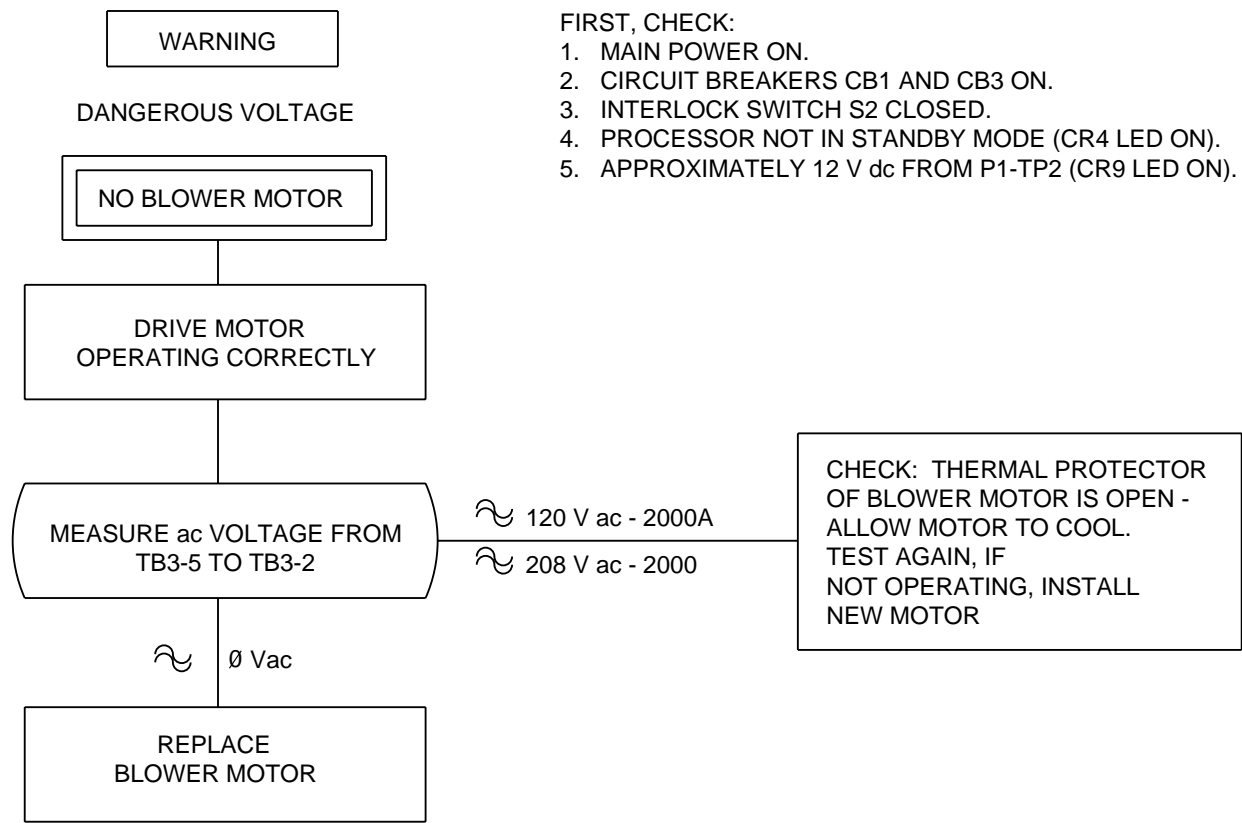 WARNING
DANGEROUS VOLTAGE
FIRST, CHECK:
1. MAIN POWER ON.
2. CIRCUIT BREAKERS CB1 AND CB3 ON.
3. INTERLOCK SWITCH S2 CLOSED.
4. PROCESSOR NOT IN STANDBY MODE (CR4 LED ON).
5. APPROXIMATELY 12 V dc FROM P1-TP2 (CR9 LED ON).
NO BLOWER MOTOR
DRIVE MOTOR
OPERATING CORRECTLY
MEASURE ac VOLTAGE FROM
TB3-5 TO TB3-2
≈ 120 V ac - 2000A
≈ 208 V ac - 2000
CHECK: THERMAL PROTECTOR
OF BLOWER MOTOR IS OPEN -
ALLOW MOTOR TO COOL.
TEST AGAIN, IF
NOT OPERATING, INSTALL
NEW MOTOR
≈ Ø Vac
REPLACE
BLOWER MOTOR